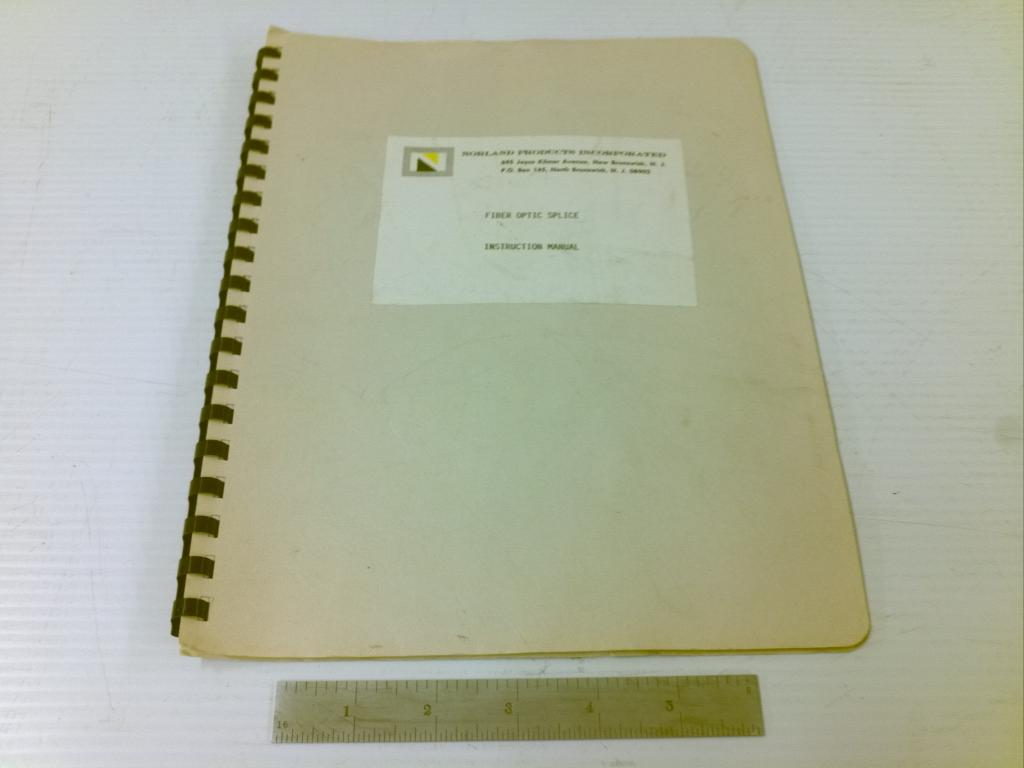 NORLAND PRODUCTS INCORPORATED
695 Joyce Kilmer Avenue, New Brunswick, N. J.
P.O. Box 145, North Brunswick, N. J. 08902
FIBER OPTIC SPLICE
INSTRUCTION MANUAL
1 2 3 4 5
16